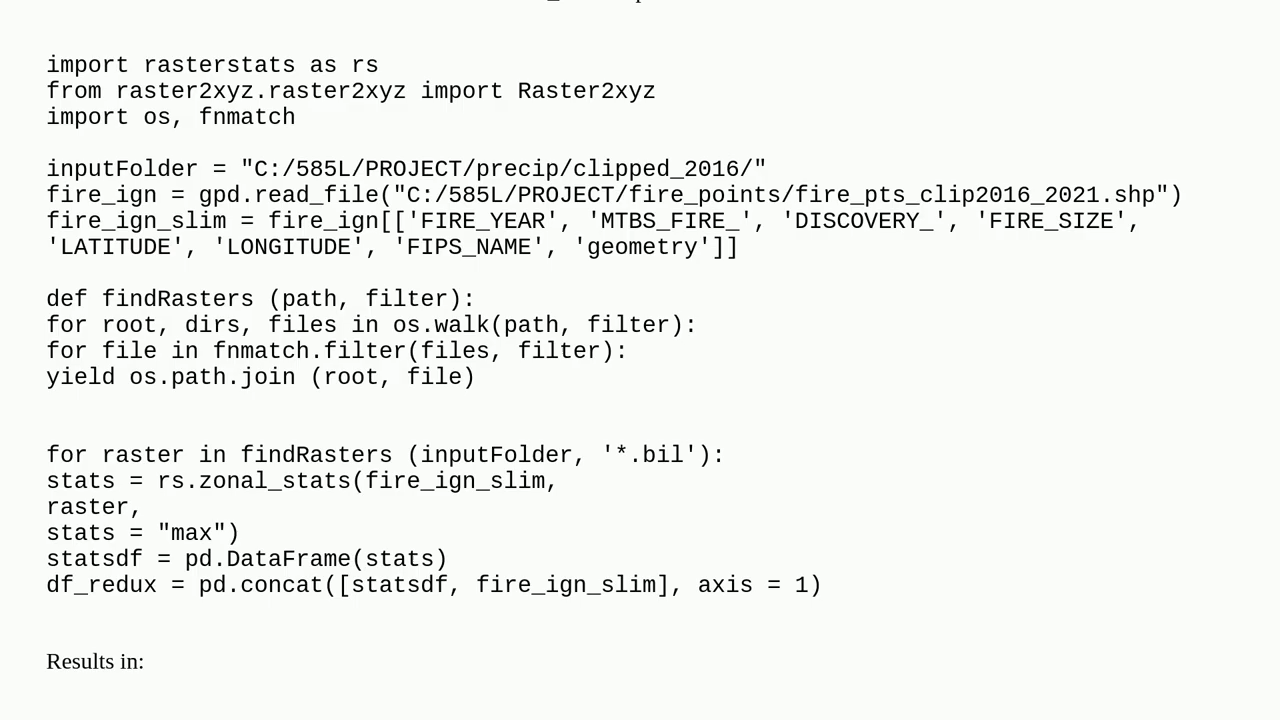 import rasterstats as rs
from raster2xyz.raster2xyz import Raster2xyz
import os, fnmatch
inputFolder = "C:/585L/PROJECT/precip/clipped_2016/"
fire_ign = gpd.read_file("C:/585L/PROJECT/fire_points/fire_pts_clip2016_2021.shp")
fire_ign_slim = fire_ign[['FIRE_YEAR', 'MTBS_FIRE_', 'DISCOVERY_', 'FIRE_SIZE',
'LATITUDE', 'LONGITUDE', 'FIPS_NAME', 'geometry']]
def findRasters (path, filter):
for root, dirs, files in os.walk(path, filter):
for file in fnmatch.filter(files, filter):
yield os.path.join (root, file)
for raster in findRasters (inputFolder, '*.bil'):
stats = rs.zonal_stats(fire_ign_slim,
raster,
stats = "max")
statsdf = pd.DataFrame(stats)
df_redux = pd.concat([statsdf, fire_ign_slim], axis = 1)
Results in: